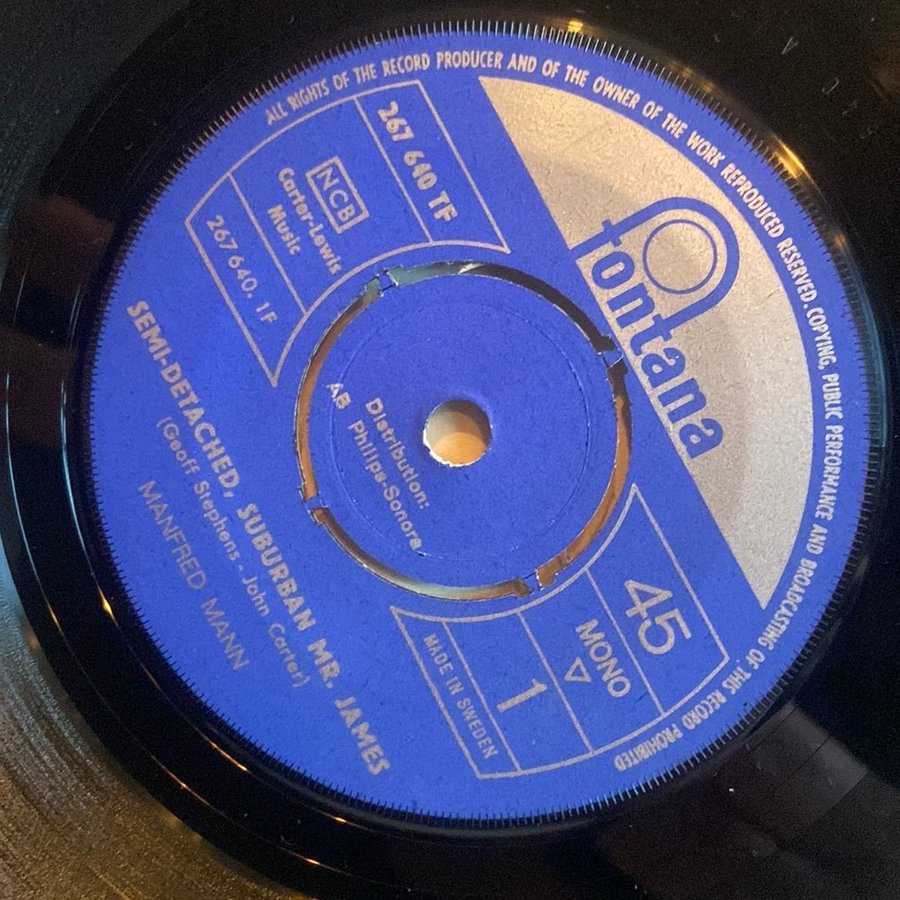 ALL RIGHTS OF THE RECORD PRODUCER AND OF THE OWNER OF THE WORK REPRODUCED RESERVED. COPYING, PUBLIC PERFORMANCE AND BROADCASTING OF THIS RECORD PROHIBITED
fontana
267 640 TF
NCB
Carter-Lewis
Music
267 640. 1F
45
MONO
1
MADE IN SWEDEN
Distribution:
AB Philips-Sonora
SEMI-DETACHED, SUBURBAN MR. JAMES
(Geoff Stephens - John Carter)
MANFRED MANN